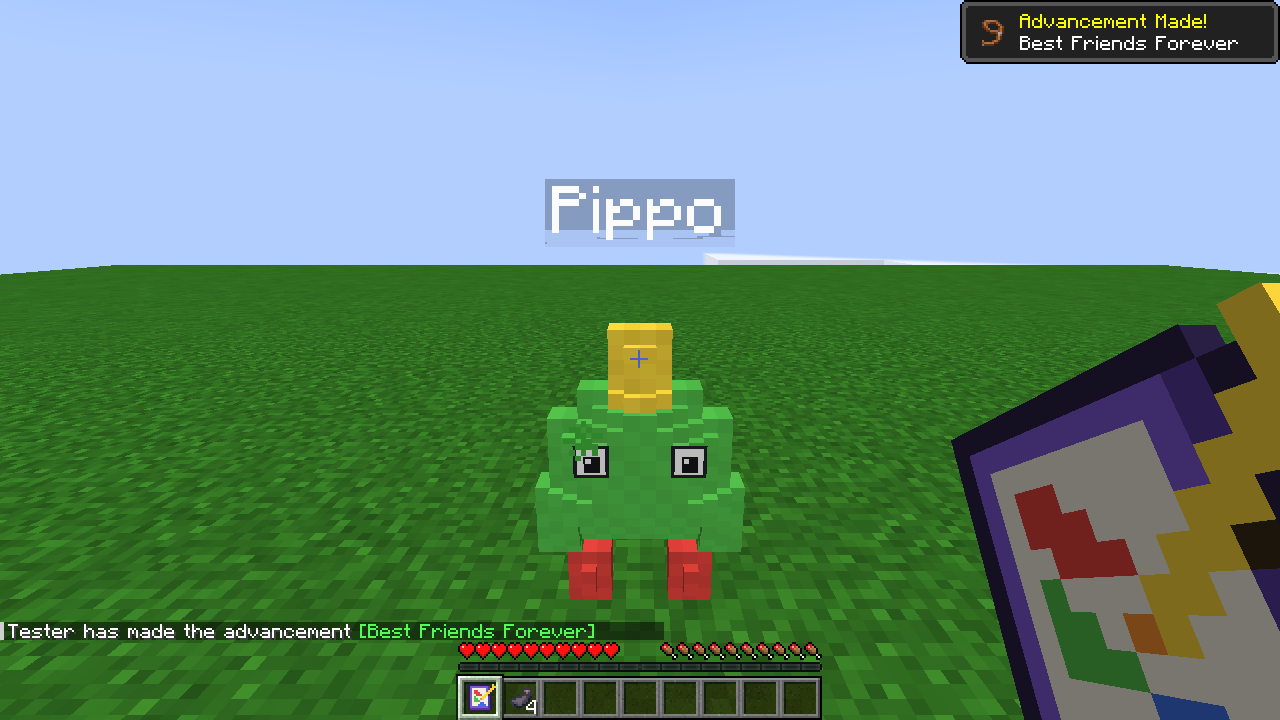 Advancement Made!
Best Friends Forever
Pippo
Tester has made the advancement [Best Friends Forever]
4